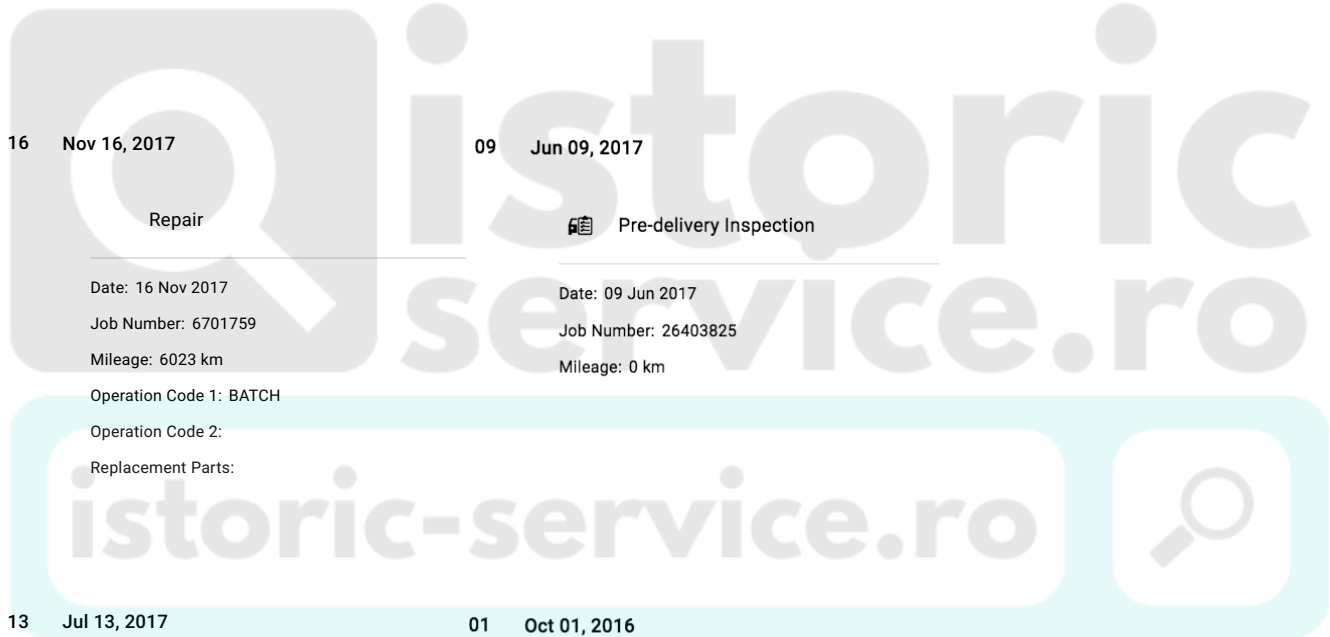 istoric
service.ro
16 Nov 16, 2017
Repair
Date: 16 Nov 2017
Job Number: 6701759
Mileage: 6023 km
Operation Code 1: BATCH
Operation Code 2:
Replacement Parts:
09 Jun 09, 2017
Pre-delivery Inspection
Date: 09 Jun 2017
Job Number: 26403825
Mileage: 0 km
istoric-service.ro
13 Jul 13, 2017
01 Oct 01, 2016